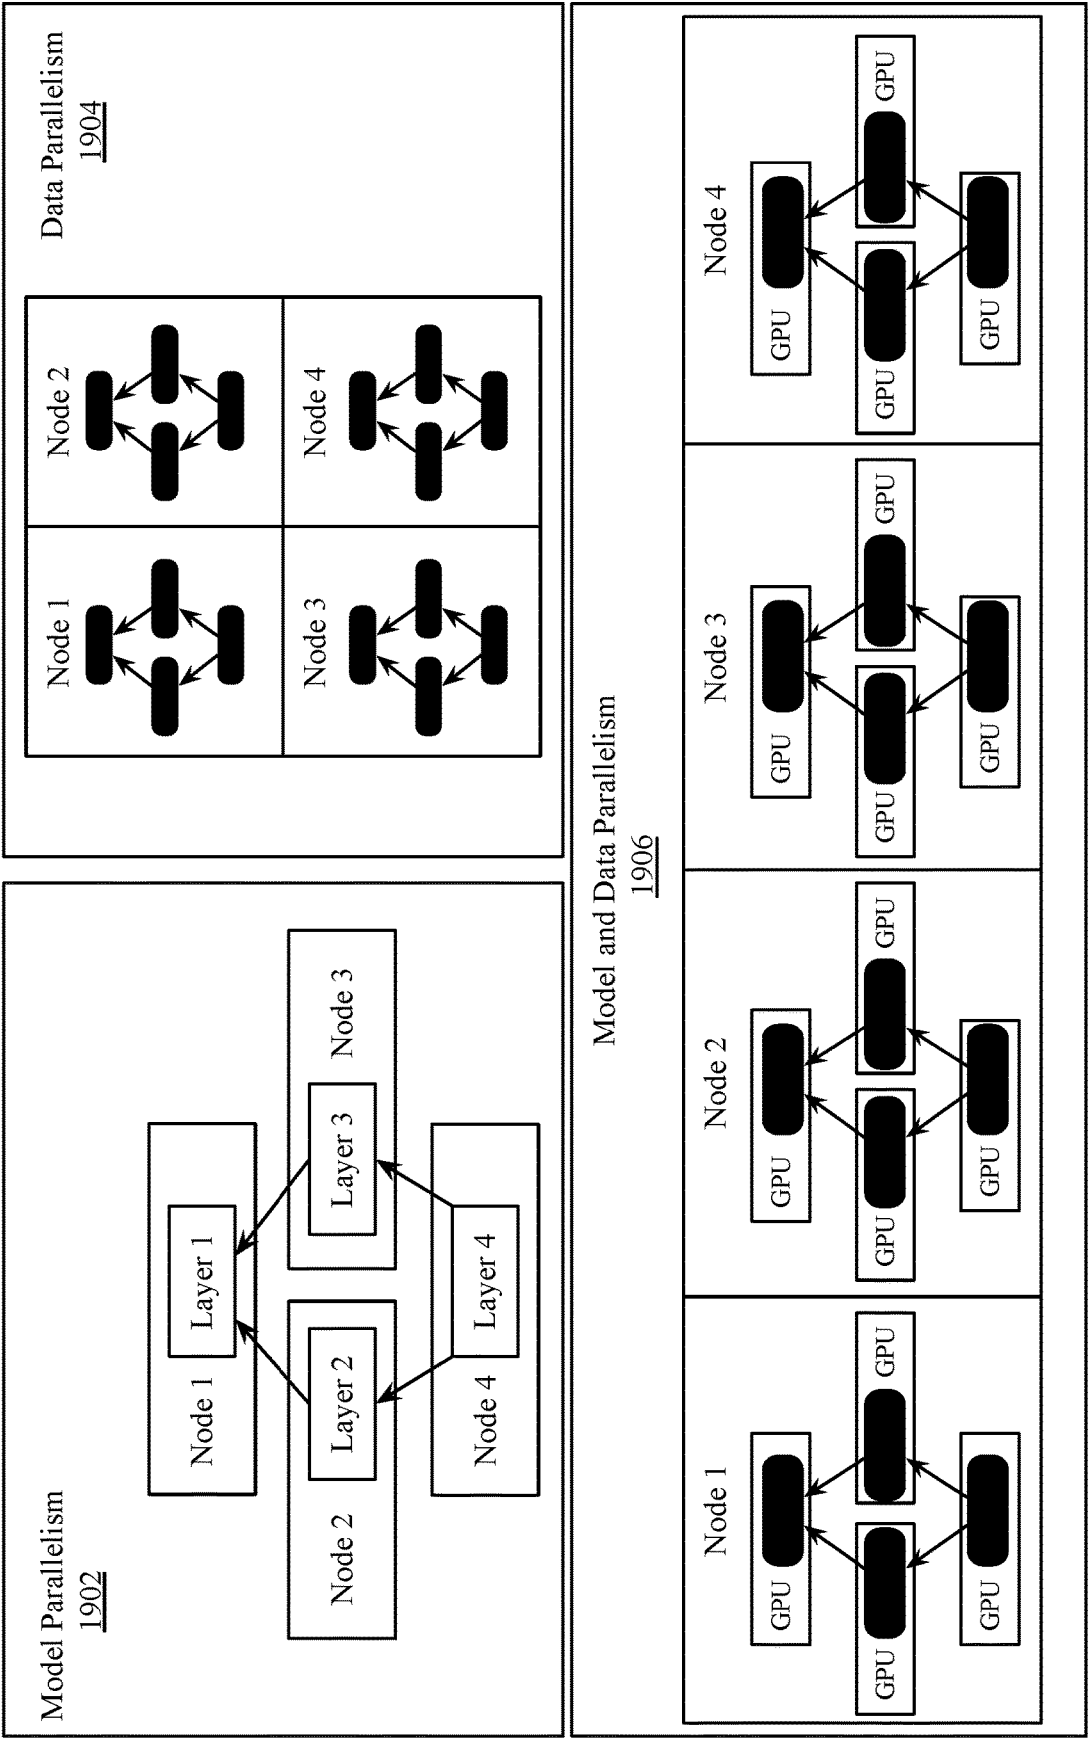 Model Parallelism
1902
Node 1
Layer 1
Node 2
Layer 2
Layer 3
Node 3
Node 4
Layer 4
Data Parallelism
1904
Node 1
Node 2
Node 3
Node 4
Model and Data Parallelism
1906
Node 1
GPU
GPU
GPU
GPU
Node 2
GPU
GPU
GPU
GPU
Node 3
GPU
GPU
GPU
GPU
Node 4
GPU
GPU
GPU
GPU